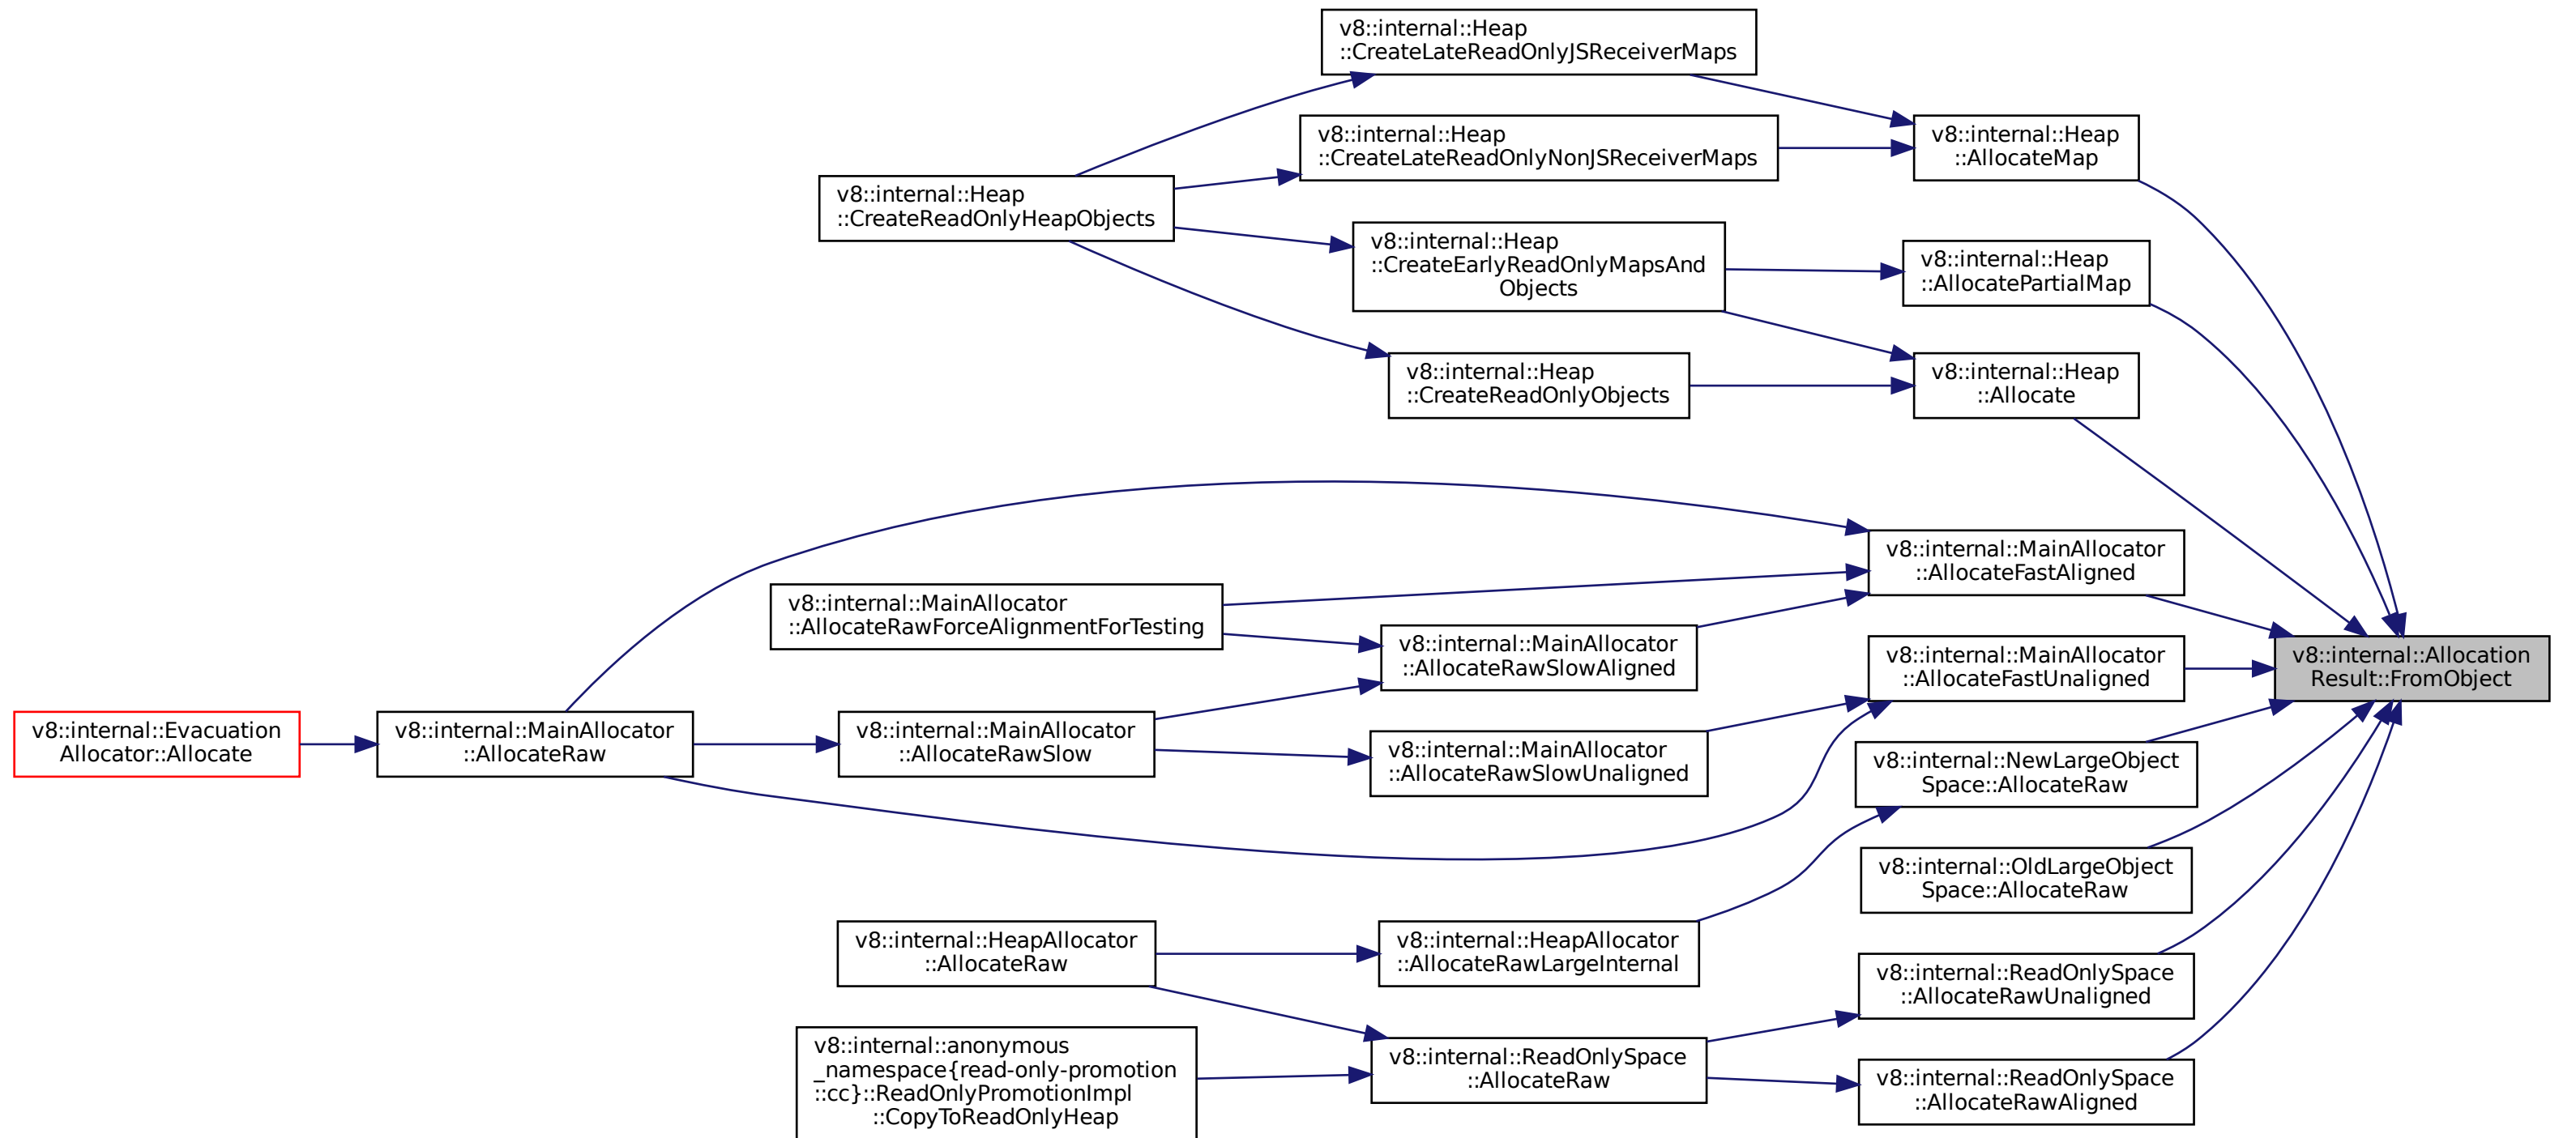 v8::internal::Heap
::CreateLateReadOnlyJSReceiverMaps
v8::internal::Heap
::CreateLateReadOnlyNonJSReceiverMaps
v8::internal::Heap
::AllocateMap
v8::internal::Heap
::CreateReadOnlyHeapObjects
v8::internal::Heap
::CreateEarlyReadOnlyMapsAnd
Objects
v8::internal::Heap
::AllocatePartialMap
v8::internal::Heap
::CreateReadOnlyObjects
v8::internal::Heap
::Allocate
v8::internal::MainAllocator
::AllocateFastAligned
v8::internal::MainAllocator
::AllocateRawForceAlignmentForTesting
v8::internal::MainAllocator
::AllocateRawSlowAligned
v8::internal::MainAllocator
::AllocateFastUnaligned
v8::internal::Allocation
Result::FromObject
v8::internal::Evacuation
Allocator::Allocate
v8::internal::MainAllocator
::AllocateRaw
v8::internal::MainAllocator
::AllocateRawSlow
v8::internal::MainAllocator
::AllocateRawSlowUnaligned
v8::internal::NewLargeObject
Space::AllocateRaw
v8::internal::OldLargeObject
Space::AllocateRaw
v8::internal::HeapAllocator
::AllocateRaw
v8::internal::HeapAllocator
::AllocateRawLargeInternal
v8::internal::ReadOnlySpace
::AllocateRawUnaligned
v8::internal::anonymous
_namespace{read-only-promotion
::cc}::ReadOnlyPromotionImpl
::CopyToReadOnlyHeap
v8::internal::ReadOnlySpace
::AllocateRaw
v8::internal::ReadOnlySpace
::AllocateRawAligned